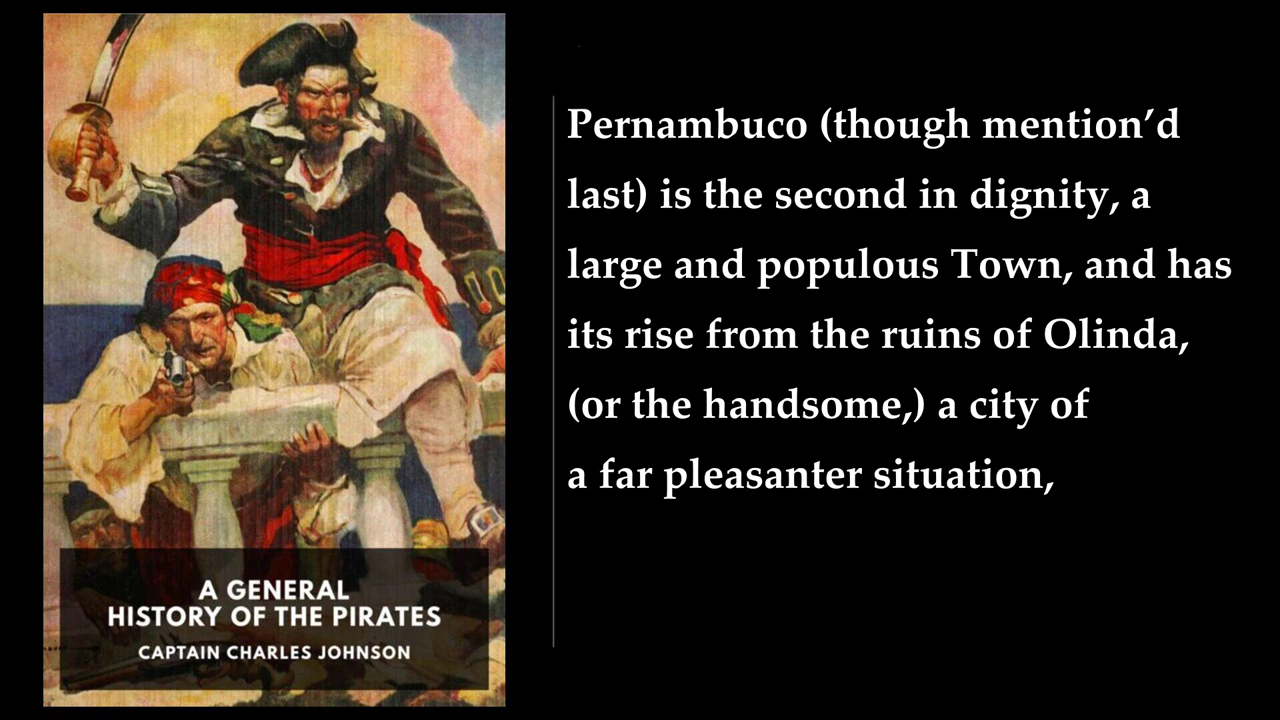 A GENERAL
HISTORY OF THE PIRATES
CAPTAIN CHARLES JOHNSON
Pernambuco (though mention’d
last) is the second in dignity, a
large and populous Town, and has
its rise from the ruins of Olinda,
(or the handsome,) a city of
a far pleasanter situation,